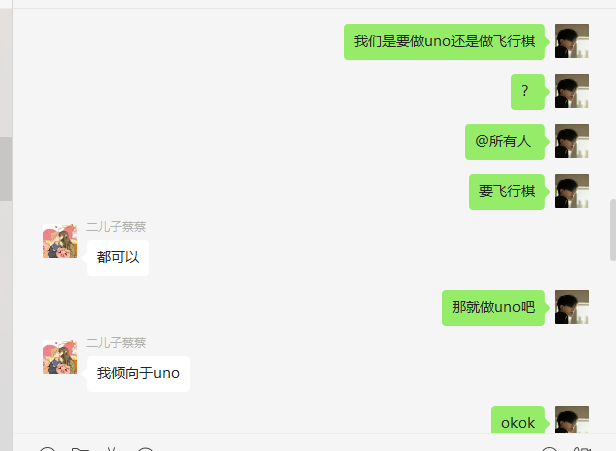 我们是要做uno还是做飞行棋
?
@所有人
要飞行棋
二儿子蔡蔡
都可以
那就做uno吧
二儿子蔡蔡
我倾向于uno
okok